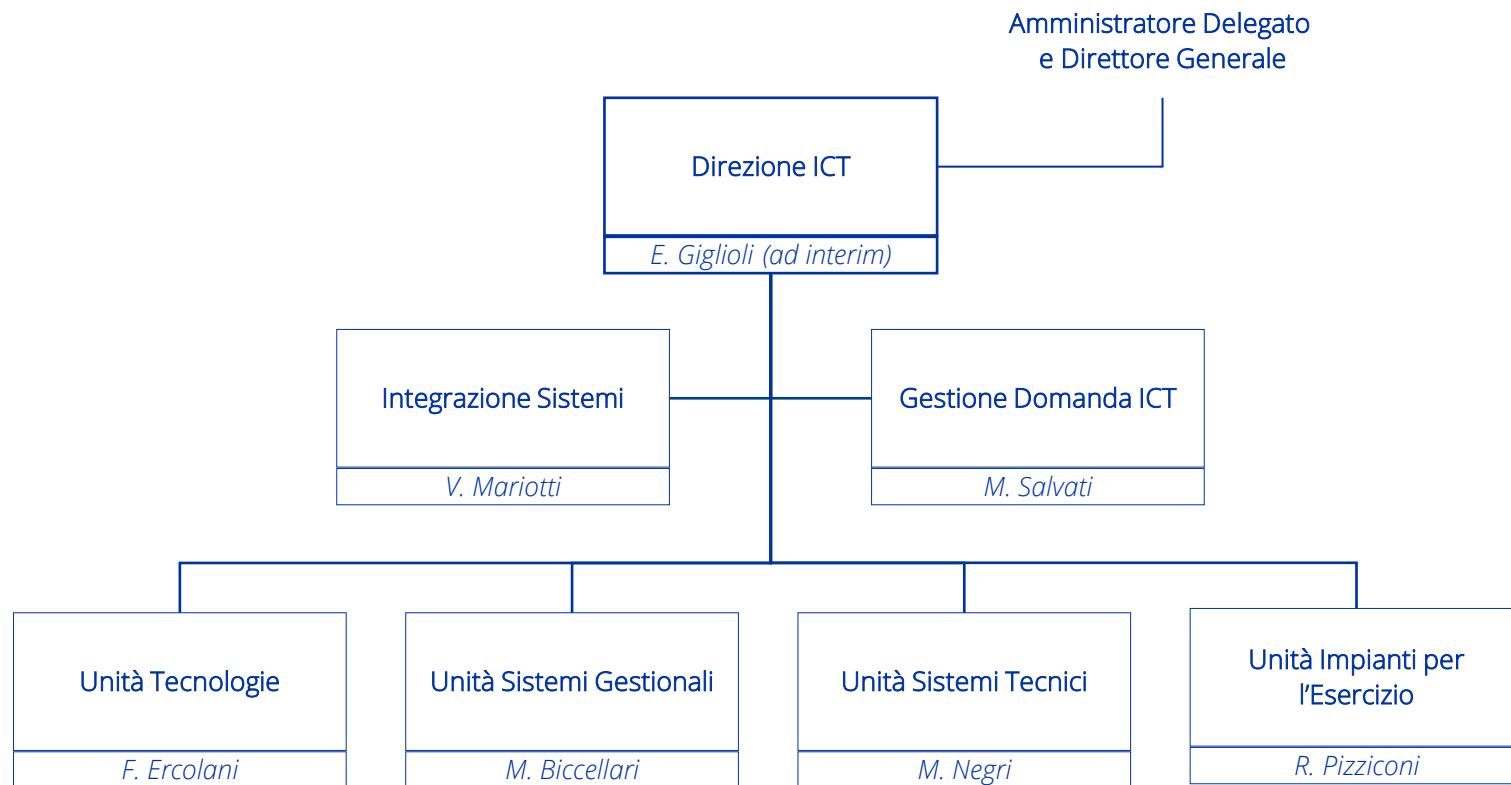 Amministratore Delegato
e Direttore Generale
Direzione ICT
E. Giglioli (ad interim)
Integrazione Sistemi
V. Mariotti
Gestione Domanda ICT
M. Salvati
Unità Tecnologie
F. Ercolani
Unità Sistemi Gestionali
M. Biccellari
Unità Sistemi Tecnici
M. Negri
Unità Impianti per
l’Esercizio
R. Pizziconi